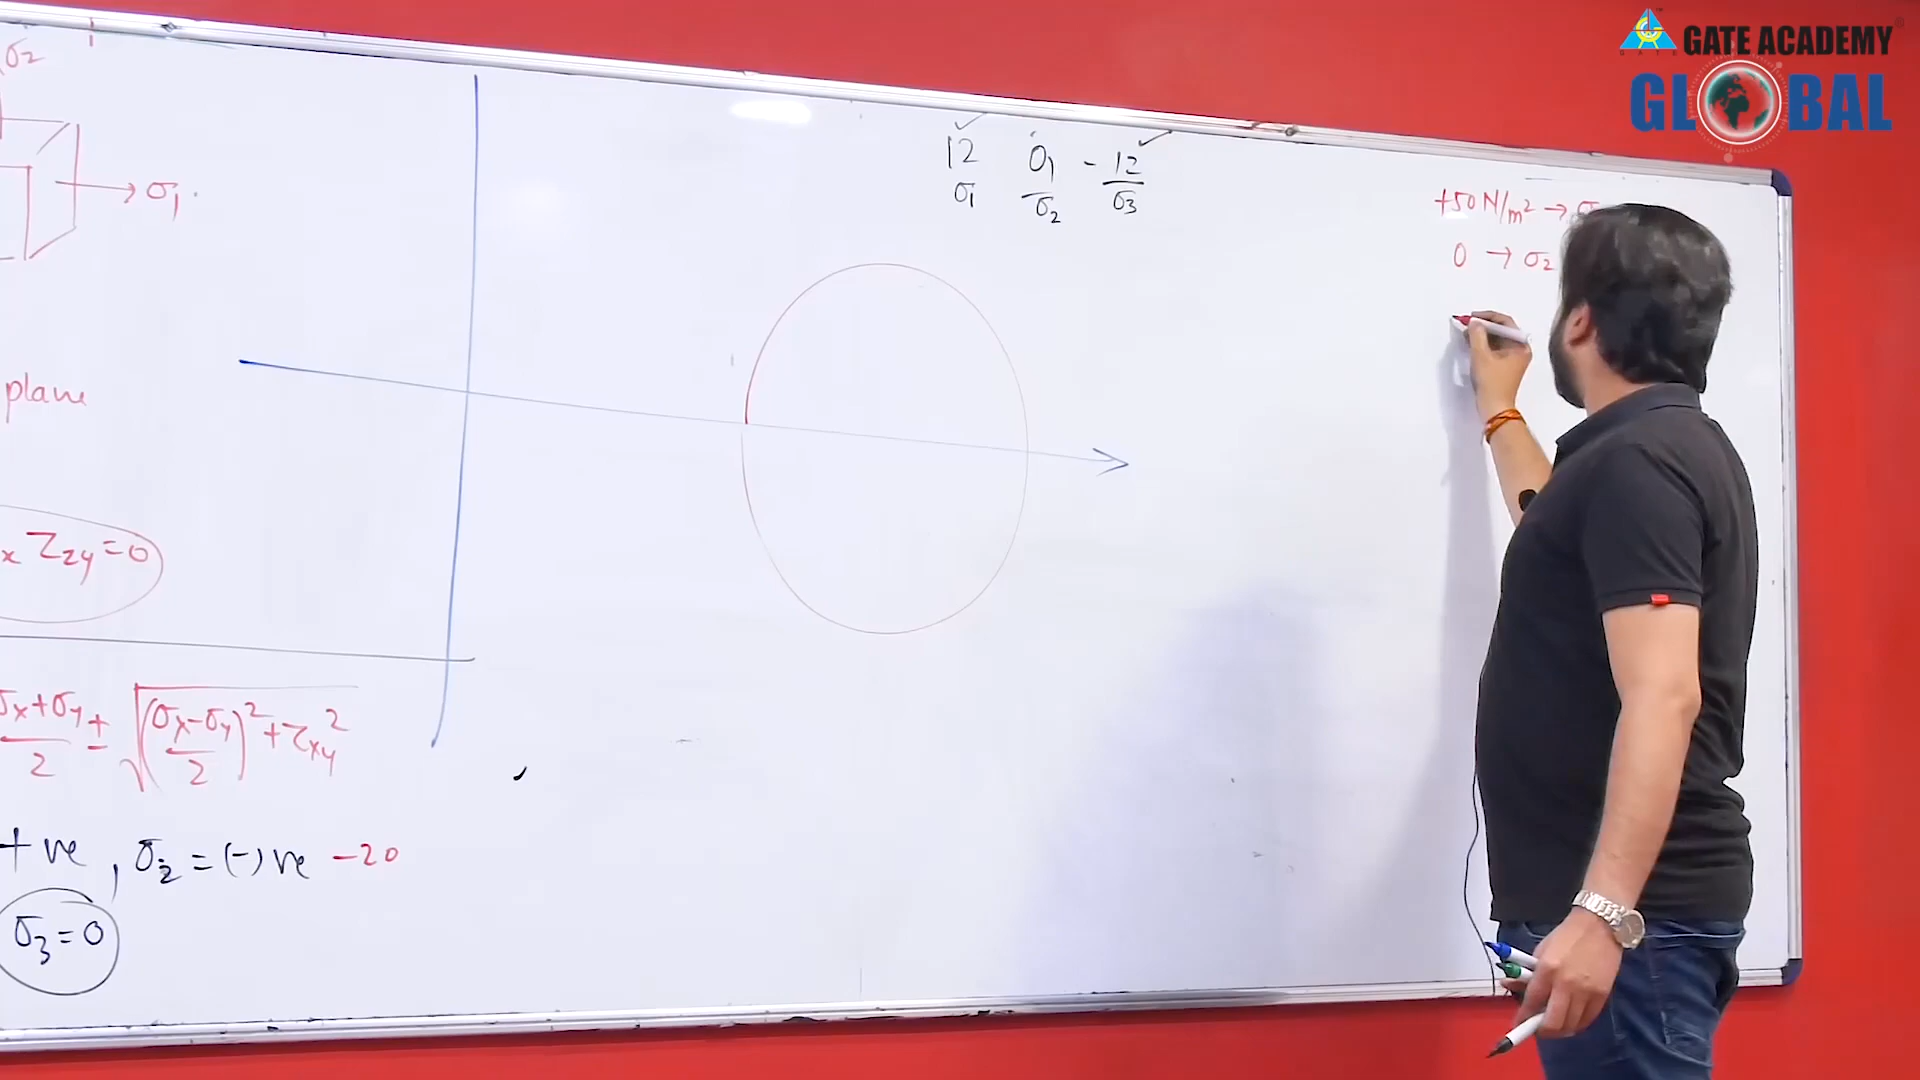 σ2
→ σ1
plane
τzy = 0
σx+σy/2 ± √((σx-σy/2)² + τxy²)
+ve, σ2 = (-)ve -20
σ3 = 0
12 0, -12
σ1 σ2 σ3
+50 N/m² →
0 → σ2
GATE ACADEMY
GLOBAL